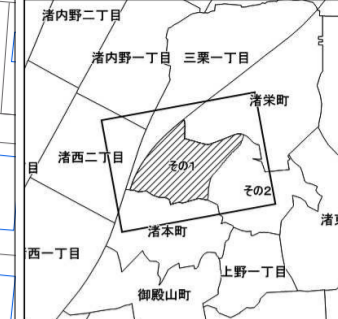 渚内野二丁目
渚内野一丁目
三栗一丁目
渚栄町
渚西二丁目
その1
その2
目
渚本町
渚東
西一丁目
上野一丁目
御殿山町